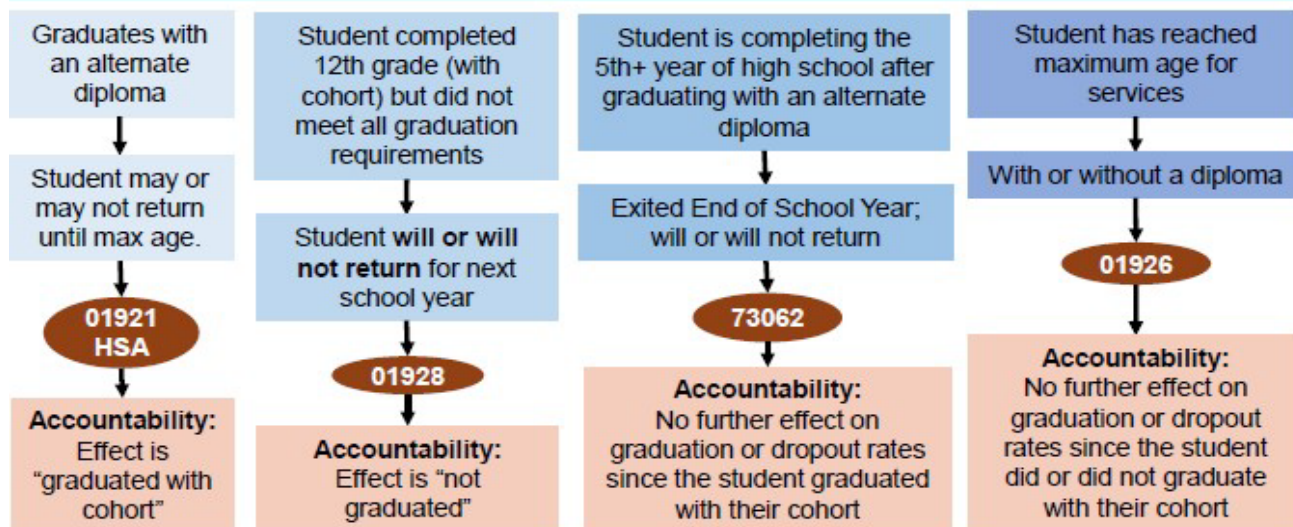 Graduates with
an alternate
diploma
Student may or
may not return
until max age.
01921
HSA
Accountability:
Effect is
“graduated with
cohort”
Student completed
12th grade (with
cohort) but did not
meet all graduation
requirements
Student will or will
not return for next
school year
01928
Accountability:
Effect is “not
graduated”
Student is completing the
5th+ year of high school after
graduating with an alternate
diploma
Exited End of School Year;
will or will not return
73062
Accountability:
No further effect on
graduation or dropout rates
since the student graduated
with their cohort
Student has reached
maximum age for
services
With or without a diploma
01926
Accountability:
No further effect on
graduation or dropout
rates since the student
did or did not graduate
with their cohort